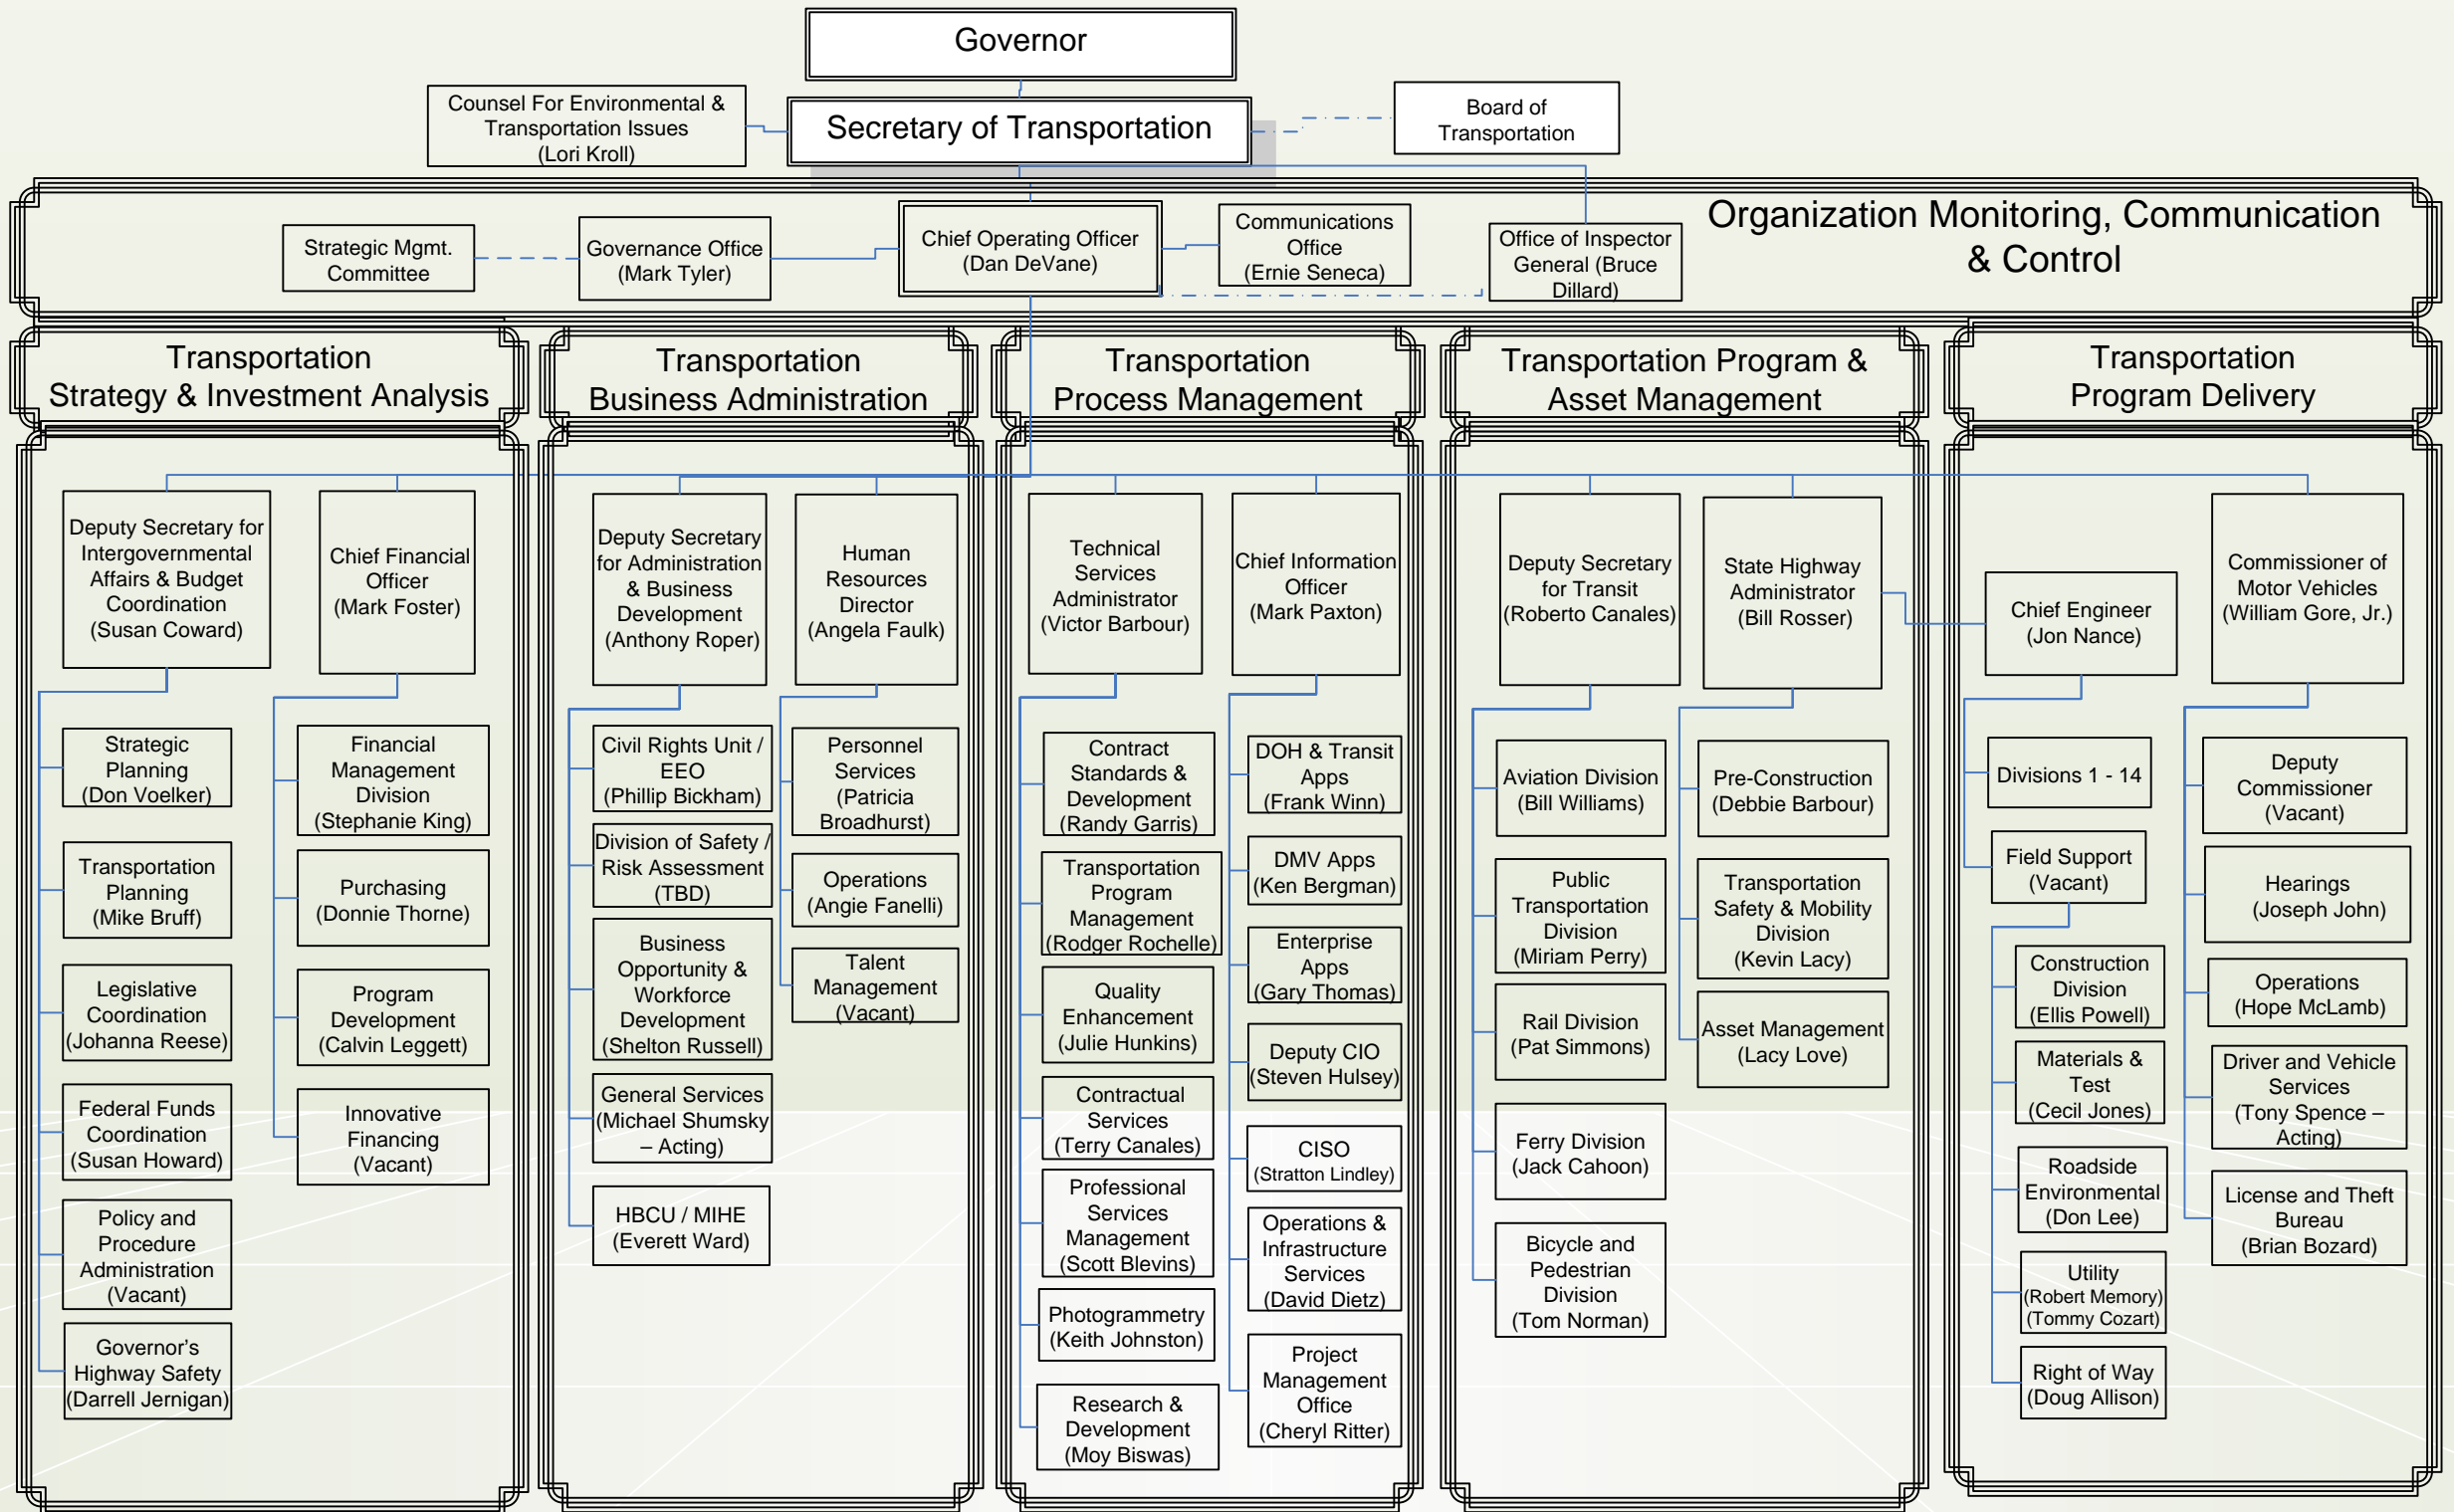 Governor
Counsel For Environmental &
Transportation Issues
(Lori Kroll)
Secretary of Transportation
Board of
Transportation
Organization Monitoring, Communication
& Control
Strategic Mgmt.
Committee
Governance Office
(Mark Tyler)
Chief Operating Officer
(Dan DeVane)
Communications
Office
(Ernie Seneca)
Office of Inspector
General (Bruce
Dillard)
Transportation
Strategy & Investment Analysis
Transportation
Business Administration
Transportation
Process Management
Transportation Program &
Asset Management
Transportation
Program Delivery
Deputy Secretary for
Intergovernmental
Affairs & Budget
Coordination
(Susan Coward)
Chief Financial
Officer
(Mark Foster)
Deputy Secretary
for Administration
& Business
Development
(Anthony Roper)
Human
Resources
Director
(Angela Faulk)
Technical
Services
Administrator
(Victor Barbour)
Chief Information
Officer
(Mark Paxton)
Deputy Secretary
for Transit
(Roberto Canales)
State Highway
Administrator
(Bill Rosser)
Chief Engineer
(Jon Nance)
Commissioner of
Motor Vehicles
(William Gore, Jr.)
Strategic
Planning
(Don Voelker)
Transportation
Planning
(Mike Bruff)
Legislative
Coordination
(Johanna Reese)
Federal Funds
Coordination
(Susan Howard)
Policy and
Procedure
Administration
(Vacant)
Governor's
Highway Safety
(Darrell Jernigan)
Financial
Management
Division
(Stephanie King)
Purchasing
(Donnie Thorne)
Program
Development
(Calvin Leggett)
Innovative
Financing
(Vacant)
Civil Rights Unit /
EEO
(Phillip Bickham)
Division of Safety /
Risk Assessment
(TBD)
Business
Opportunity &
Workforce
Development
(Shelton Russell)
General Services
(Michael Shumsky
– Acting)
HBCU / MIHE
(Everett Ward)
Personnel
Services
(Patricia
Broadhurst)
Operations
(Angie Fanelli)
Talent
Management
(Vacant)
Contract
Standards &
Development
(Randy Garris)
Transportation
Program
Management
(Rodger Rochelle)
Quality
Enhancement
(Julie Hunkins)
Contractual
Services
(Terry Canales)
Professional
Services
Management
(Scott Blevins)
Photogrammetry
(Keith Johnston)
Research &
Development
(Moy Biswas)
DOH & Transit
Apps
(Frank Winn)
DMV Apps
(Ken Bergman)
Enterprise
Apps
(Gary Thomas)
Deputy CIO
(Steven Hulsey)
CISO
(Stratton Lindley)
Operations &
Infrastructure
Services
(David Dietz)
Project
Management
Office
(Cheryl Ritter)
Aviation Division
(Bill Williams)
Public
Transportation
Division
(Miriam Perry)
Rail Division
(Pat Simmons)
Ferry Division
(Jack Cahoon)
Bicycle and
Pedestrian
Division
(Tom Norman)
Pre-Construction
(Debbie Barbour)
Transportation
Safety & Mobility
Division
(Kevin Lacy)
Asset Management
(Lacy Love)
Divisions 1 - 14
Field Support
(Vacant)
Construction
Division
(Ellis Powell)
Materials &
Test
(Cecil Jones)
Roadside
Environmental
(Don Lee)
Utility
(Robert Memory)
(Tommy Cozart)
Right of Way
(Doug Allison)
Deputy
Commissioner
(Vacant)
Hearings
(Joseph John)
Operations
(Hope McLamb)
Driver and Vehicle
Services
(Tony Spence –
Acting)
License and Theft
Bureau
(Brian Bozard)